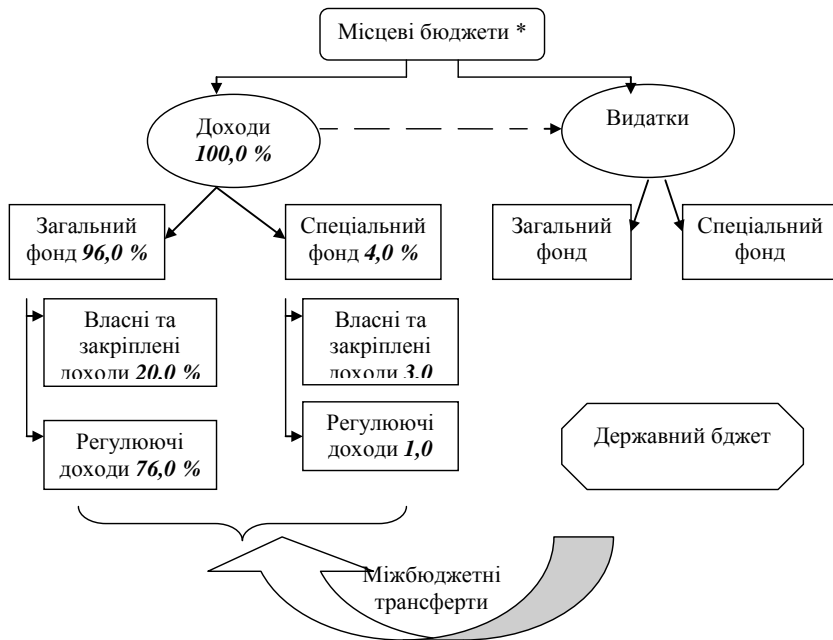 Місцеві бюджети *
Доходи
100,0 %
Видатки
Загальний
фонд 96,0 %
Спеціальний
фонд 4,0 %
Загальний
фонд
Спеціальний
фонд
Власні та
закріплені
доходи 20,0 %
Власні та
закріплені
доходи 3,0
Регулюючі
доходи 76,0 %
Регулюючі
доходи 1,0
Державний бджет
Міжбюджетні
трансферти